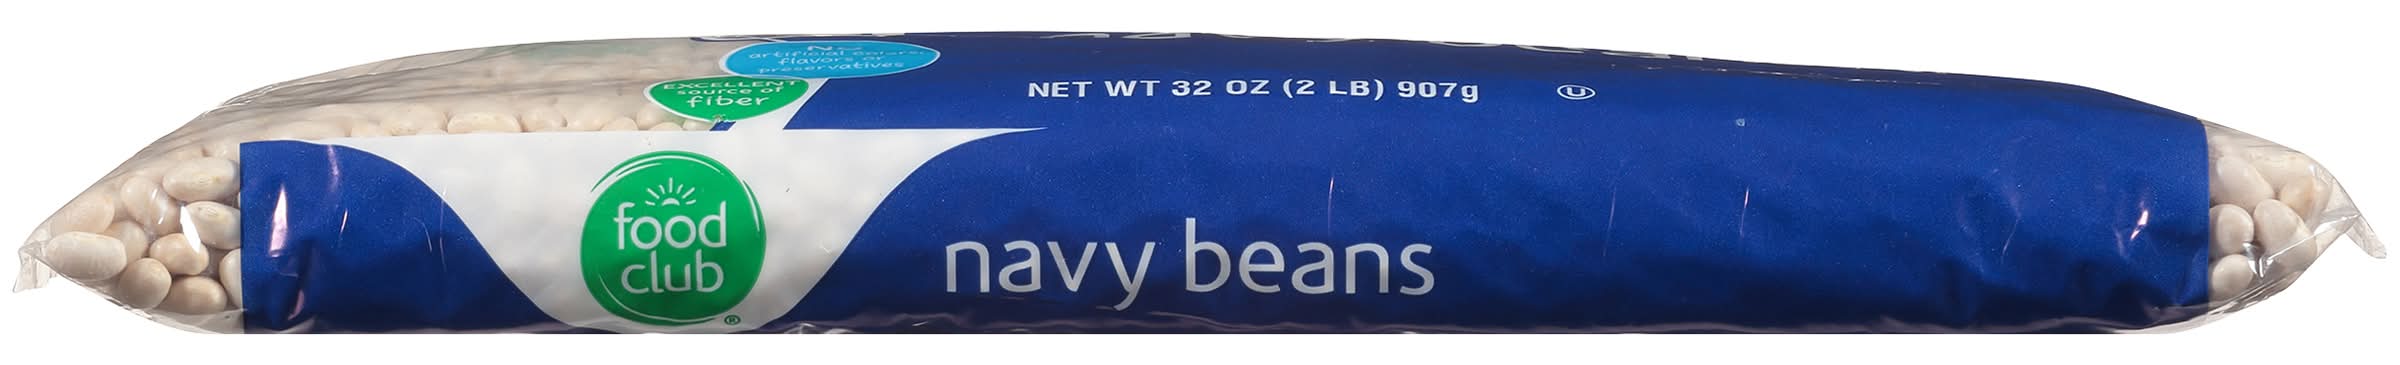 No
artificial colors,
flavors or
preservatives
EXCELLENT
source of
fiber
NET WT 32 OZ (2 LB) 907g
U
food
club
®
navy beans